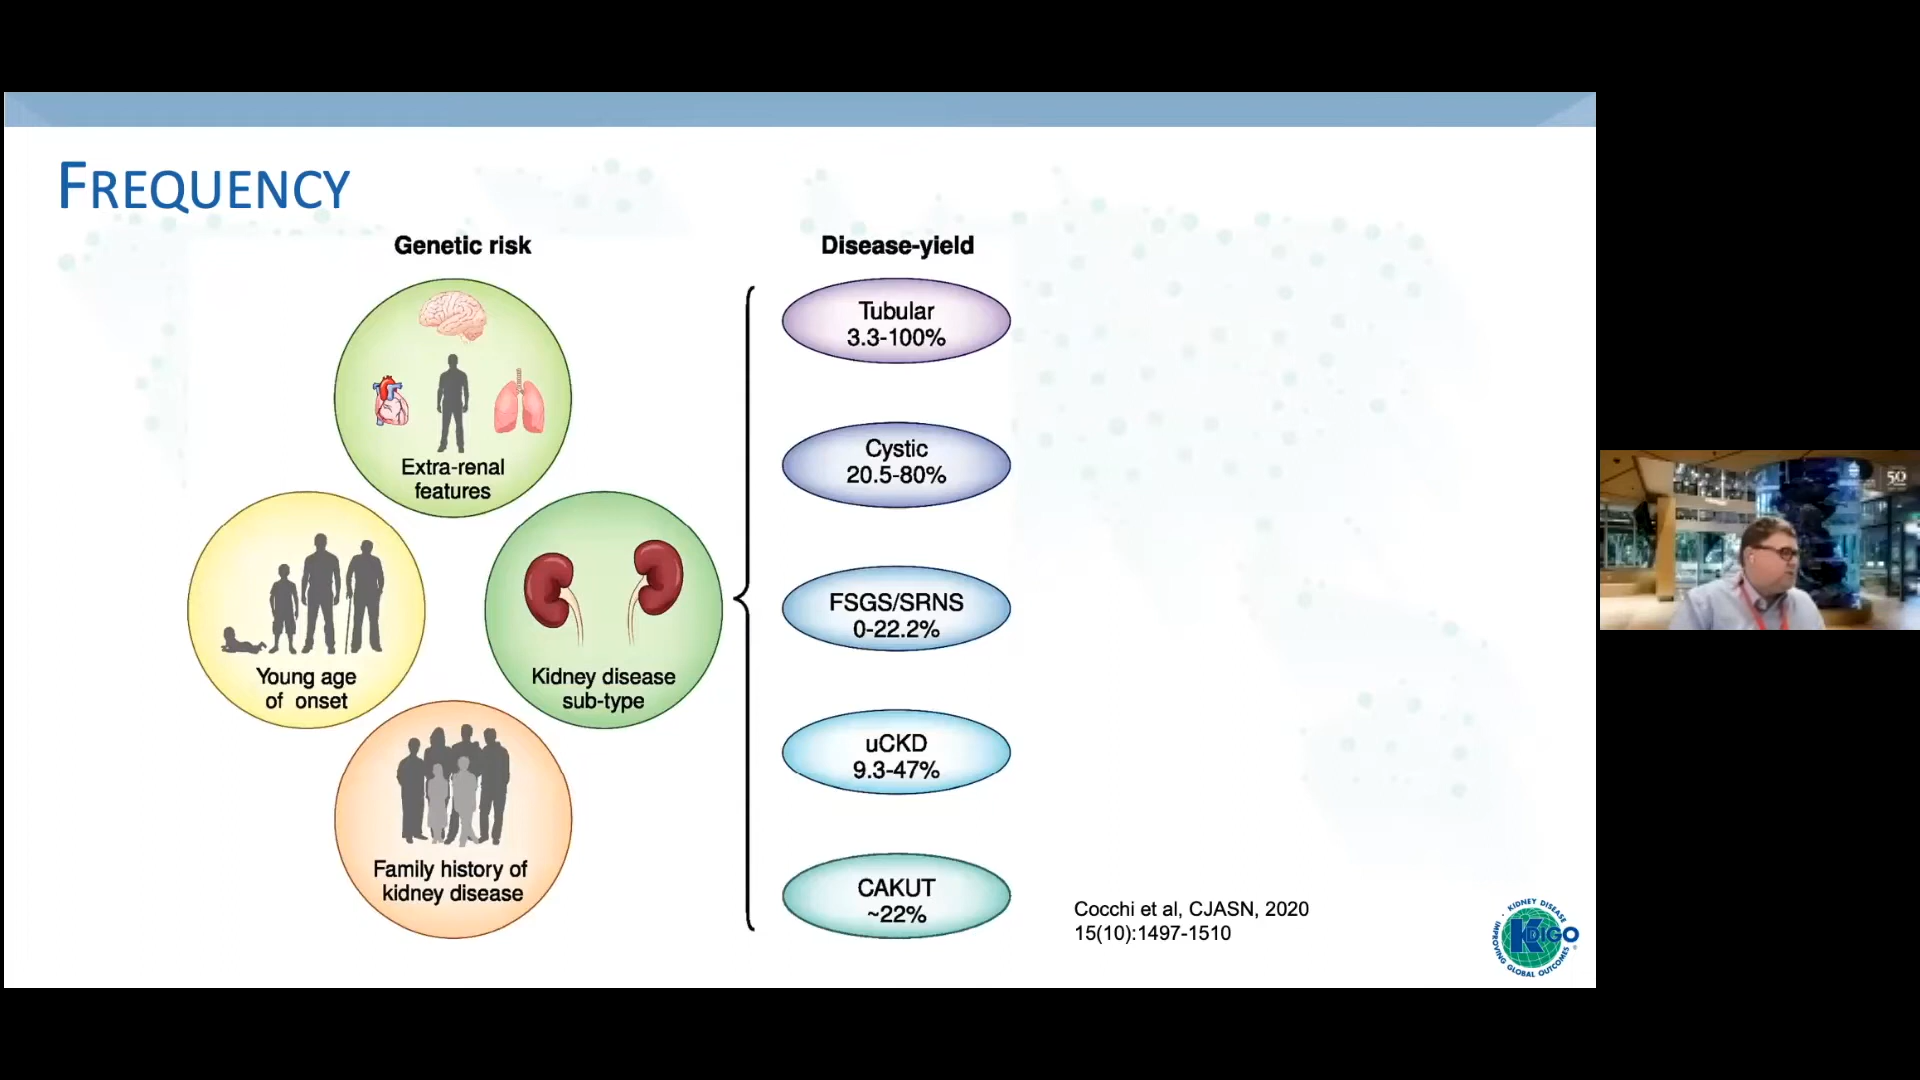 FREQUENCY
Genetic risk
Extra-renal
features
Young age
of onset
Kidney disease
sub-type
Family history of
kidney disease
Disease-yield
Tubular
3.3-100%
Cystic
20.5-80%
FSGS/SRNS
0-22.2%
uCKD
9.3-47%
CAKUT
~22%
Cocchi et al, CJASN, 2020
15(10):1497-1510
KIDNEY DISEASE
KDIGO
IMPROVING GLOBAL OUTCOMES
50